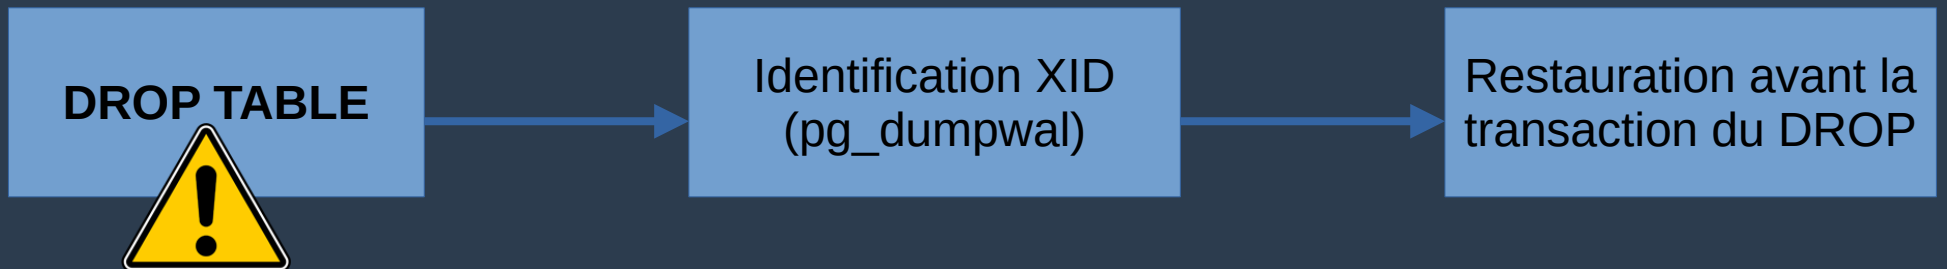 DROP TABLE
Identification XID
(pg_dumpwal)
Restauration avant la
transaction du DROP